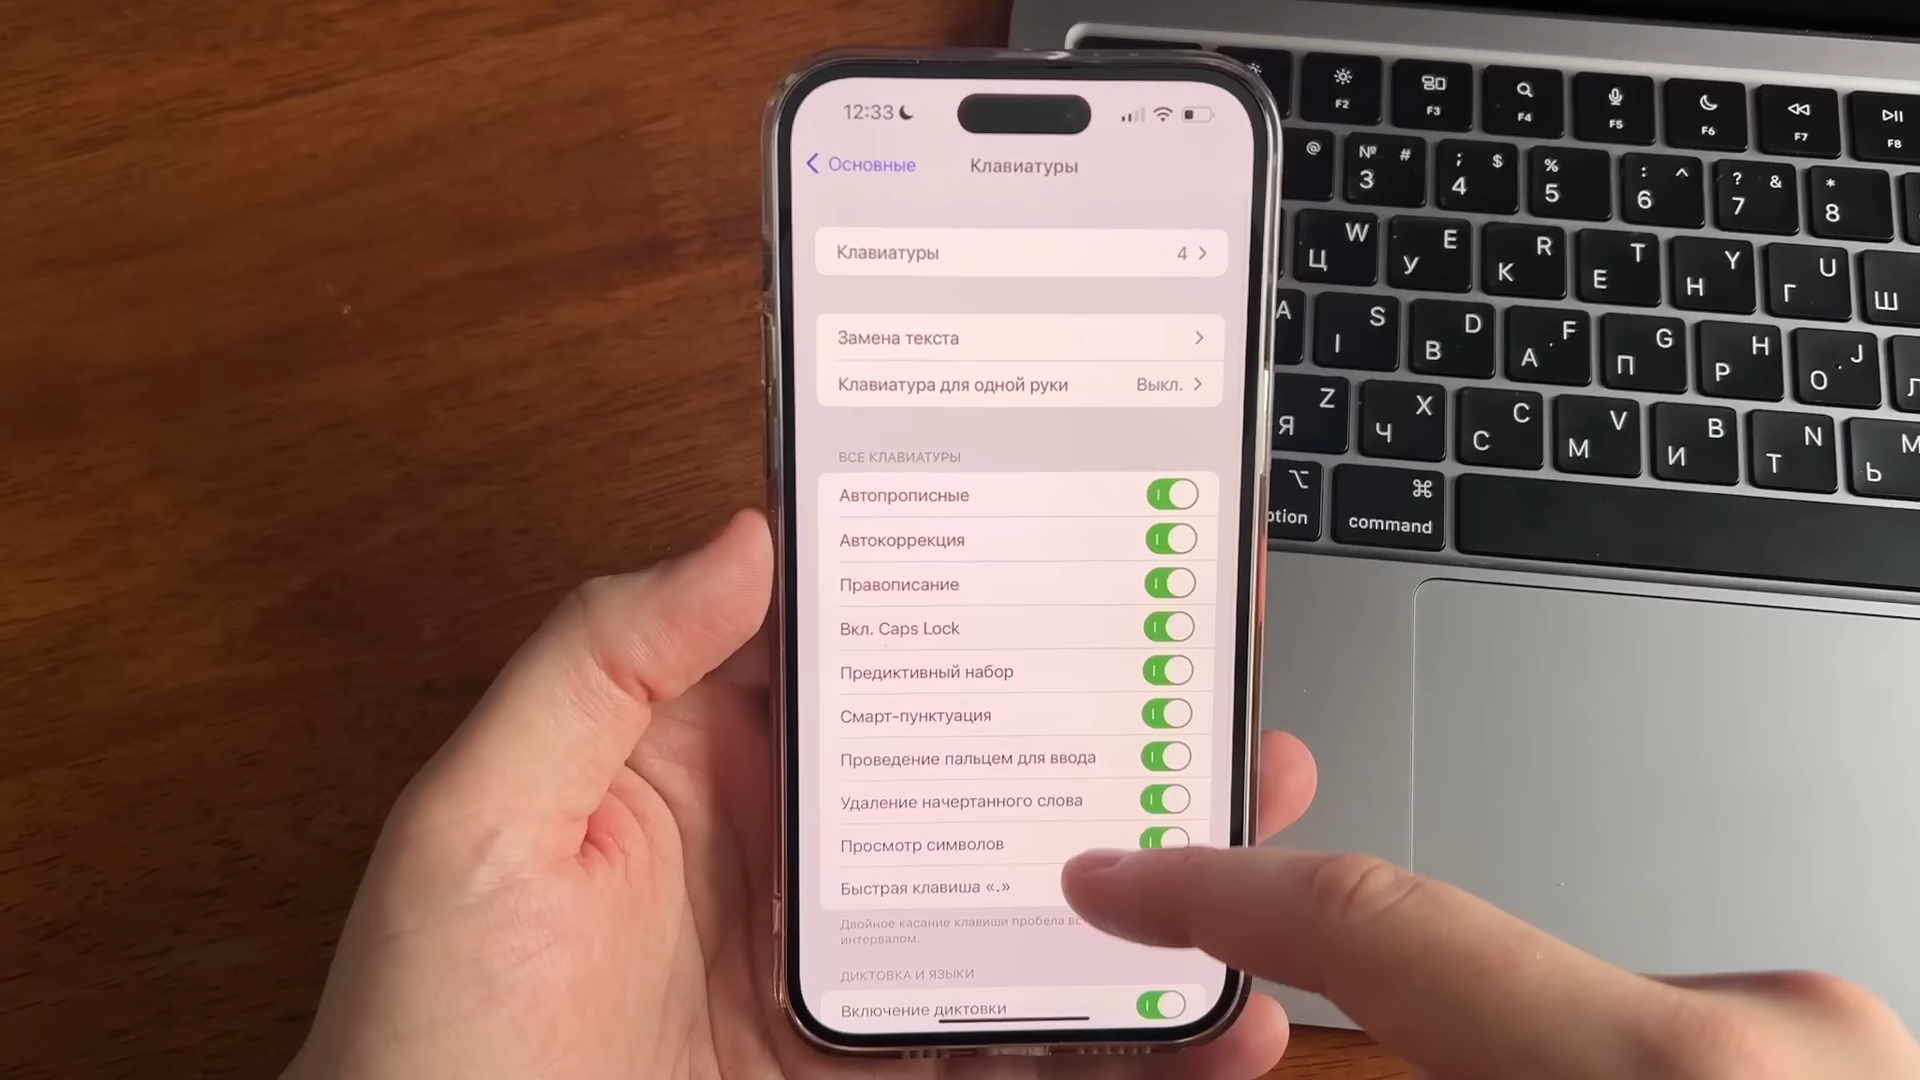 12:33
Основные
Клавиатуры
Клавиатуры 4
Замена текста
Клавиатура для одной руки Выкл.
ВСЕ КЛАВИАТУРЫ
Автопрописные
Автокоррекция
Правописание
Вкл. Caps Lock
Предиктивный набор
Смарт-пунктуация
Проведение пальцем для ввода
Удаление начертанного слова
Просмотр символов
Быстрая клавиша «.»
Двойное касание клавиши пробела
интервалом.
ДИКТОВКА И ЯЗЫКИ
Включение диктовки
F2 F3 F4 F5 F6 F7 F8
@ № # 3 ; $ 4 % 5 : ^ 6 ? & 7 * 8
W Ц E У R К T Е Y Н U Г Ш
A S І D В F А G П H Р J О
Z Я X Ч C С V М B И N Т Ь
command